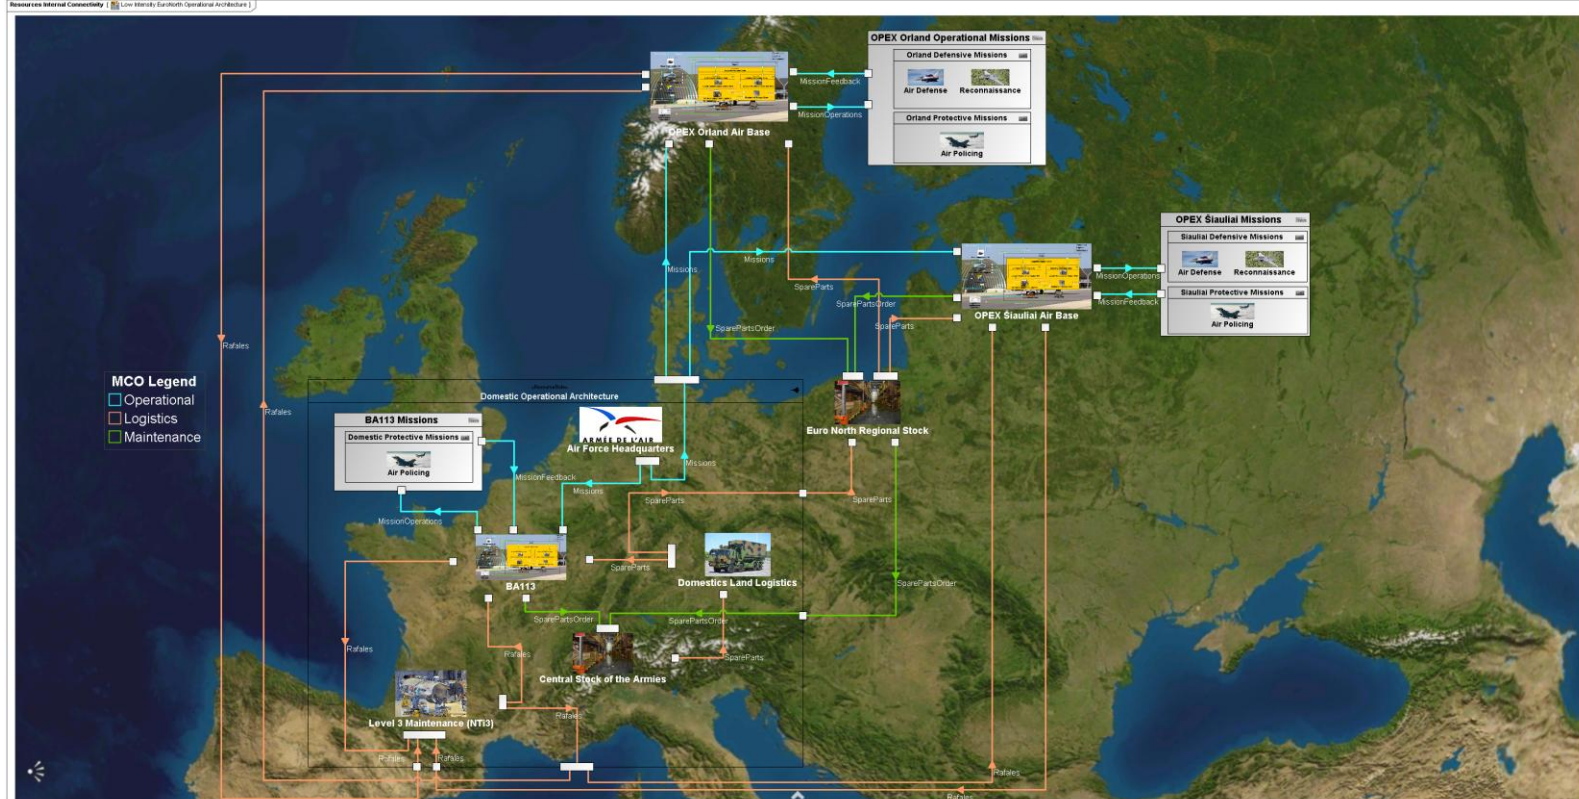 Resources Internal Connectivity [ Low Intensity EuroNorth Operational Architecture ]
OPEX Orland Operational Missions
Orland Defensive Missions
Air Defense
Reconnaissance
Orland Protective Missions
Air Policing
MissionFeedback
MissionOperations
OPEX Orland Air Base
OPEX Šiauliai Missions
Siauliai Defensive Missions
Air Defense
Reconnaissance
Siauliai Protective Missions
Air Policing
MissionOperations
MissionFeedback
OPEX Šiauliai Air Base
Missions
Missions
SpareParts
SparePartsOrder
SpareParts
SparePartsOrder
Rafales
Rafales
MCO Legend
Operational
Logistics
Maintenance
Domestic Operational Architecture
BA113 Missions
Domestic Protective Missions
Air Policing
ARMÉE DE L'AIR
Air Force Headquarters
Euro North Regional Stock
MissionFeedback
Missions
Missions
MissionOperations
SpareParts
SpareParts
SpareParts
BA113
Domestics Land Logistics
SparePartsOrder
SparePartsOrder
SparePartsOrder
Rafales
Rafales
SpareParts
Central Stock of the Armies
Level 3 Maintenance (NTi3)
Rafales
Rafales
Rafales
Rafales
Rafales